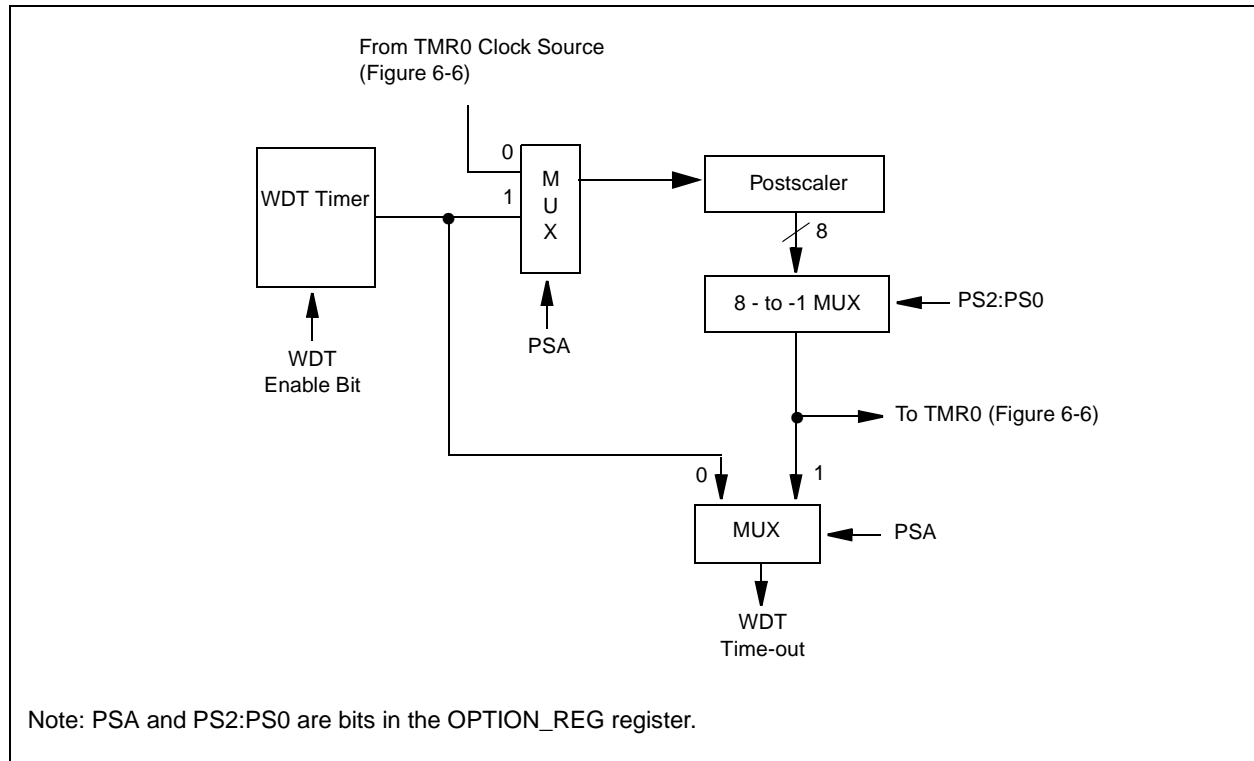 From TMR0 Clock Source
(Figure 6-6)
0
1
M
U
X
WDT Timer
Postscaler
8
8 - to -1 MUX
PS2:PS0
PSA
WDT
Enable Bit
To TMR0 (Figure 6-6)
0
1
MUX
PSA
WDT
Time-out
Note: PSA and PS2:PS0 are bits in the OPTION_REG register.